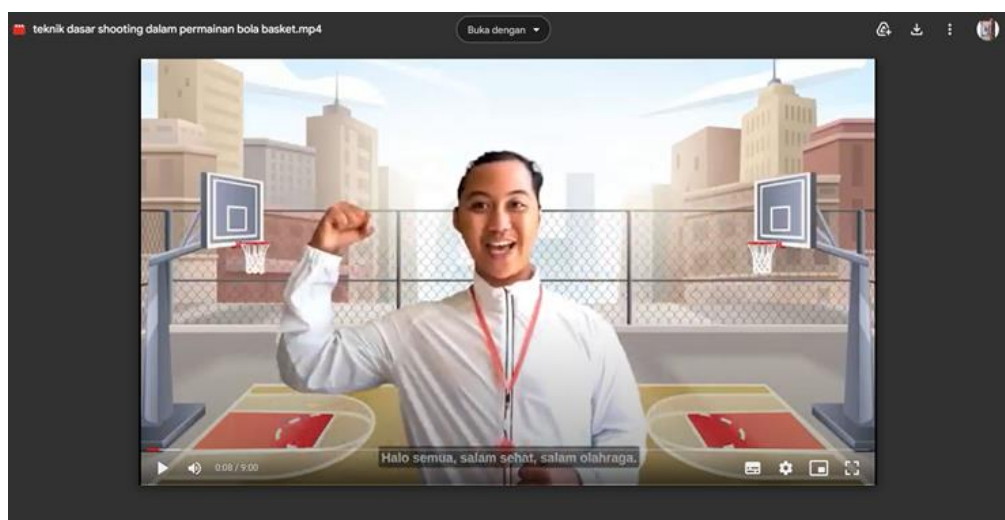 teknik dasar shooting dalam permainan bola basket.mp4
Buka dengan
Halo semua, salam sehat, salam olahraga.
0:08 / 9:00